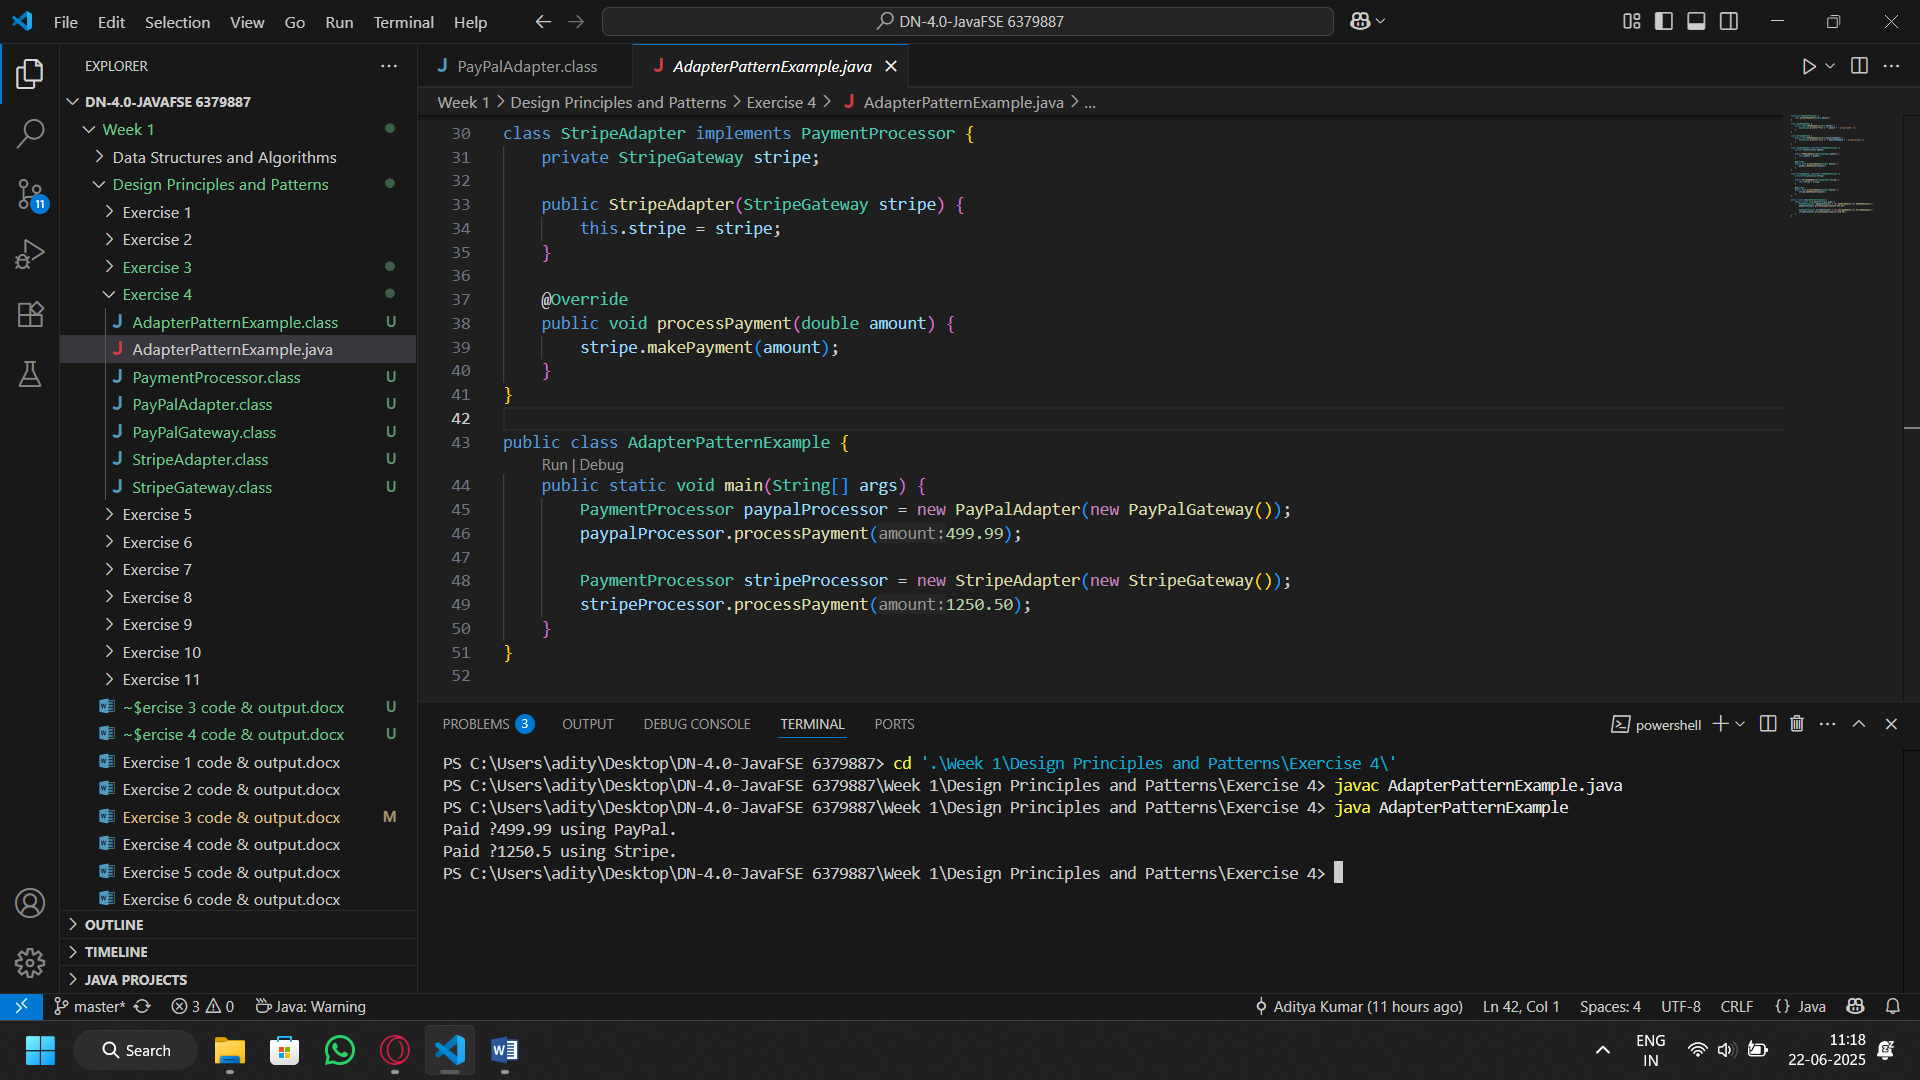 File Edit Selection View Go Run Terminal Help
DN-4.0-JavaFSE 6379887
EXPLORER
DN-4.0-JAVAFSE 6379887
Week 1
Data Structures and Algorithms
Design Principles and Patterns
Exercise 1
Exercise 2
Exercise 3
Exercise 4
AdapterPatternExample.class U
AdapterPatternExample.java
PaymentProcessor.class U
PayPalAdapter.class U
PayPalGateway.class U
StripeAdapter.class U
StripeGateway.class U
Exercise 5
Exercise 6
Exercise 7
Exercise 8
Exercise 9
Exercise 10
Exercise 11
~$ercise 3 code & output.docx U
~$ercise 4 code & output.docx U
Exercise 1 code & output.docx
Exercise 2 code & output.docx
Exercise 3 code & output.docx M
Exercise 4 code & output.docx
Exercise 5 code & output.docx
Exercise 6 code & output.docx
OUTLINE
TIMELINE
JAVA PROJECTS
11
PayPalAdapter.class AdapterPatternExample.java
Week 1 > Design Principles and Patterns > Exercise 4 > AdapterPatternExample.java > ...
30 class StripeAdapter implements PaymentProcessor {
31 private StripeGateway stripe;
32
33 public StripeAdapter(StripeGateway stripe) {
34 this.stripe = stripe;
35 }
36
37 @Override
38 public void processPayment(double amount) {
39 stripe.makePayment(amount);
40 }
41 }
42
43 public class AdapterPatternExample {
Run | Debug
44 public static void main(String[] args) {
45 PaymentProcessor paypalProcessor = new PayPalAdapter(new PayPalGateway());
46 paypalProcessor.processPayment(amount:499.99);
47
48 PaymentProcessor stripeProcessor = new StripeAdapter(new StripeGateway());
49 stripeProcessor.processPayment(amount:1250.50);
50 }
51 }
52
PROBLEMS 3 OUTPUT DEBUG CONSOLE TERMINAL PORTS powershell
PS C:\Users\adity\Desktop\DN-4.0-JavaFSE 6379887> cd '.\Week 1\Design Principles and Patterns\Exercise 4\'
PS C:\Users\adity\Desktop\DN-4.0-JavaFSE 6379887\Week 1\Design Principles and Patterns\Exercise 4> javac AdapterPatternExample.java
PS C:\Users\adity\Desktop\DN-4.0-JavaFSE 6379887\Week 1\Design Principles and Patterns\Exercise 4> java AdapterPatternExample
Paid ?499.99 using PayPal.
Paid ?1250.5 using Stripe.
PS C:\Users\adity\Desktop\DN-4.0-JavaFSE 6379887\Week 1\Design Principles and Patterns\Exercise 4>
master* 3 0 Java: Warning Aditya Kumar (11 hours ago) Ln 42, Col 1 Spaces: 4 UTF-8 CRLF {} Java
Search
ENG
IN
11:18
22-06-2025